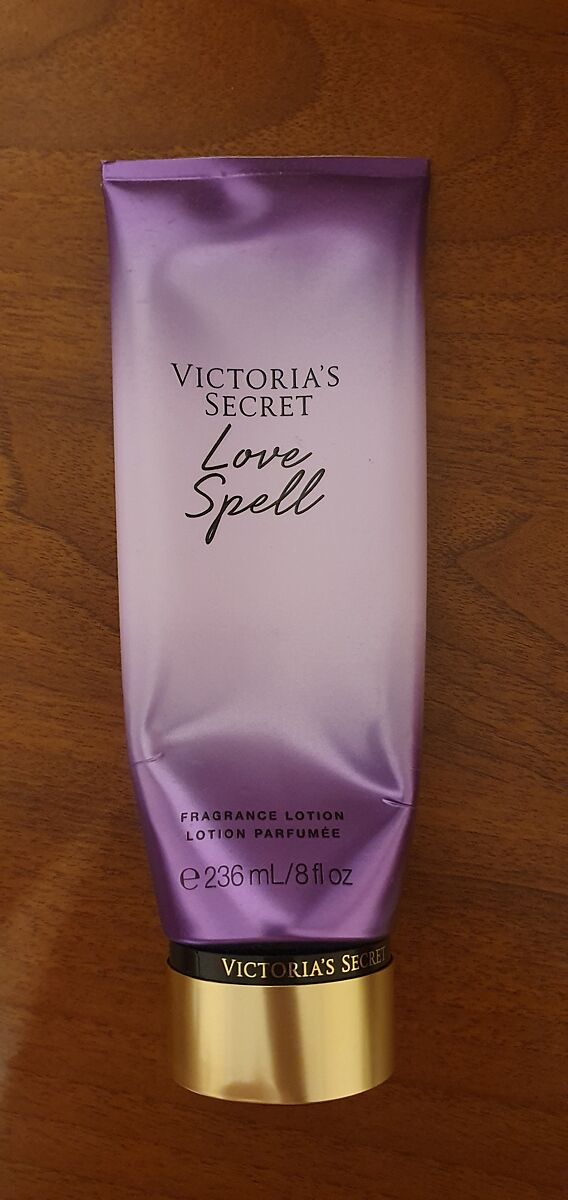 VICTORIA'S
SECRET
Love
Spell
FRAGRANCE LOTION
LOTION PARFUMÉE
℮ 236 mL/8 fl oz
VICTORIA'S SECRET